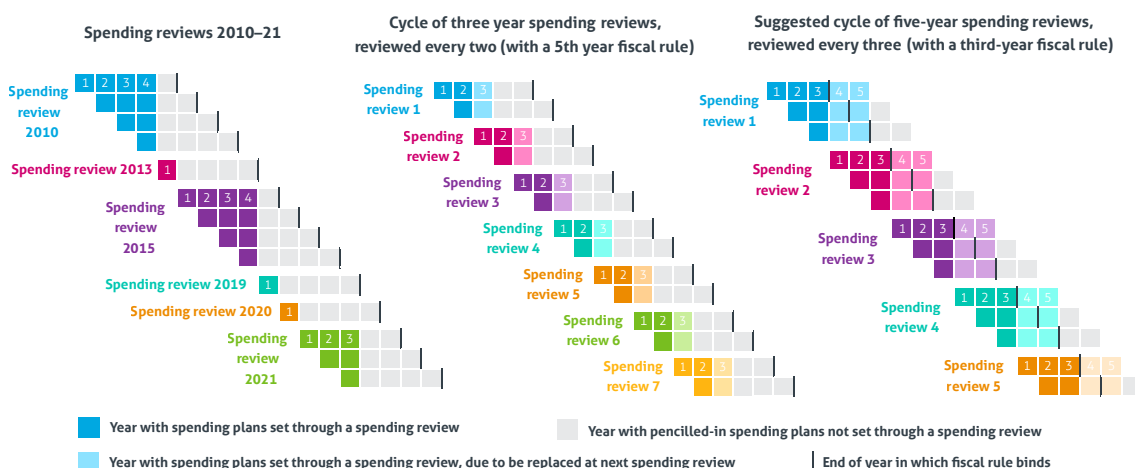 Spending reviews 2010–21
1 2 3 4
Spending
review
2010
Spending review 2013
1
1 2 3 4
Spending
review
2015
Spending review 2019
1
Spending review 2020
1
1 2 3
Spending
review
2021
Cycle of three year spending reviews,
reviewed every two (with a 5th year fiscal rule)
Spending
review 1
1 2 3
Spending
review 2
1 2 3
Spending
review 3
1 2 3
Spending
review 4
1 2 3
Spending
review 5
1 2 3
Spending
review 6
1 2 3
Spending
review 7
1 2 3
Suggested cycle of five-year spending reviews,
reviewed every three (with a third-year fiscal rule)
Spending
review 1
1 2 3 4 5
Spending
review 2
1 2 3 4 5
Spending
review 3
1 2 3 4 5
Spending
review 4
1 2 3 4 5
Spending
review 5
1 2 3 4 5
Year with spending plans set through a spending review
Year with pencilled-in spending plans not set through a spending review
Year with spending plans set through a spending review, due to be replaced at next spending review
End of year in which fiscal rule binds